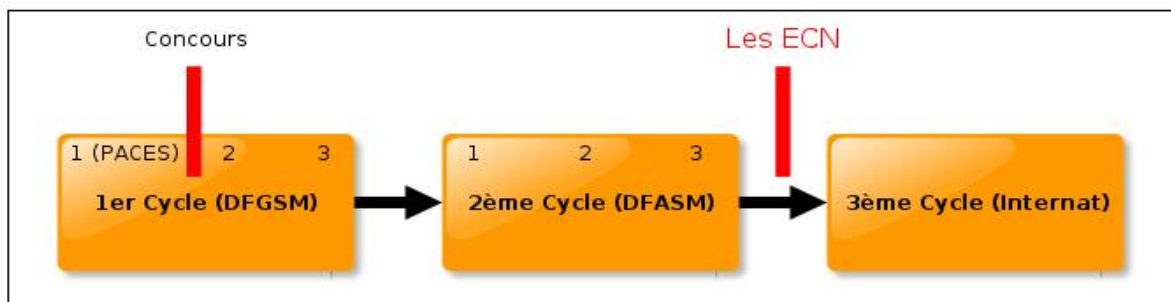 Concours
Les ECN
1 (PACES) 2 3
1er Cycle (DFGSM)
1 2 3
2ème Cycle (DFASM)
3ème Cycle (Internat)